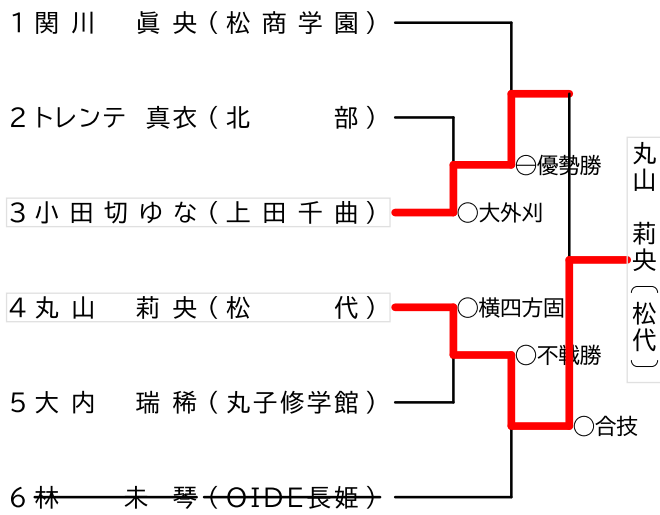 1 関川 眞央（松商学園）
2 トレンテ 真衣（北 部）
⊖優勢勝
3 小田切ゆな（上田千曲）
○大外刈
丸山 莉央〔松代〕
4 丸山 莉央（松 代）
○横四方固
○不戦勝
5 大内 瑞稀（丸子修学館）
○合技
6 林 未琴（OIDE長姫）